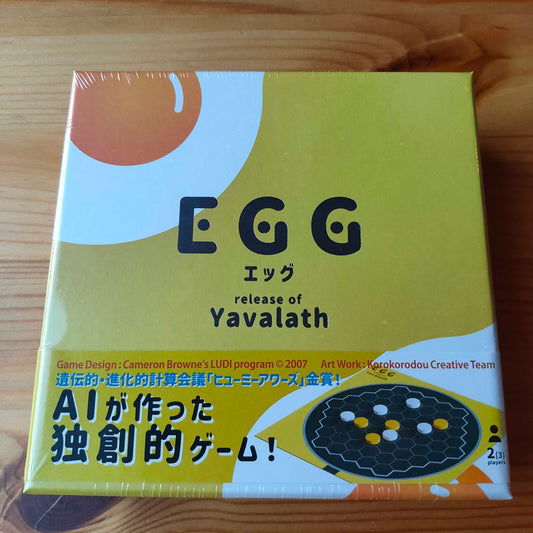 EGG
エッグ
release of
Yavalath
Game Design : Cameron Browne's LUDI program © 2007 Art Work : Korokorodou Creative Team
遺伝的・進化的計算会議「ヒューミーアワーズ」金賞!
AIが作った
独創的ゲーム!
EGG
YAVALATH
2(3)
players